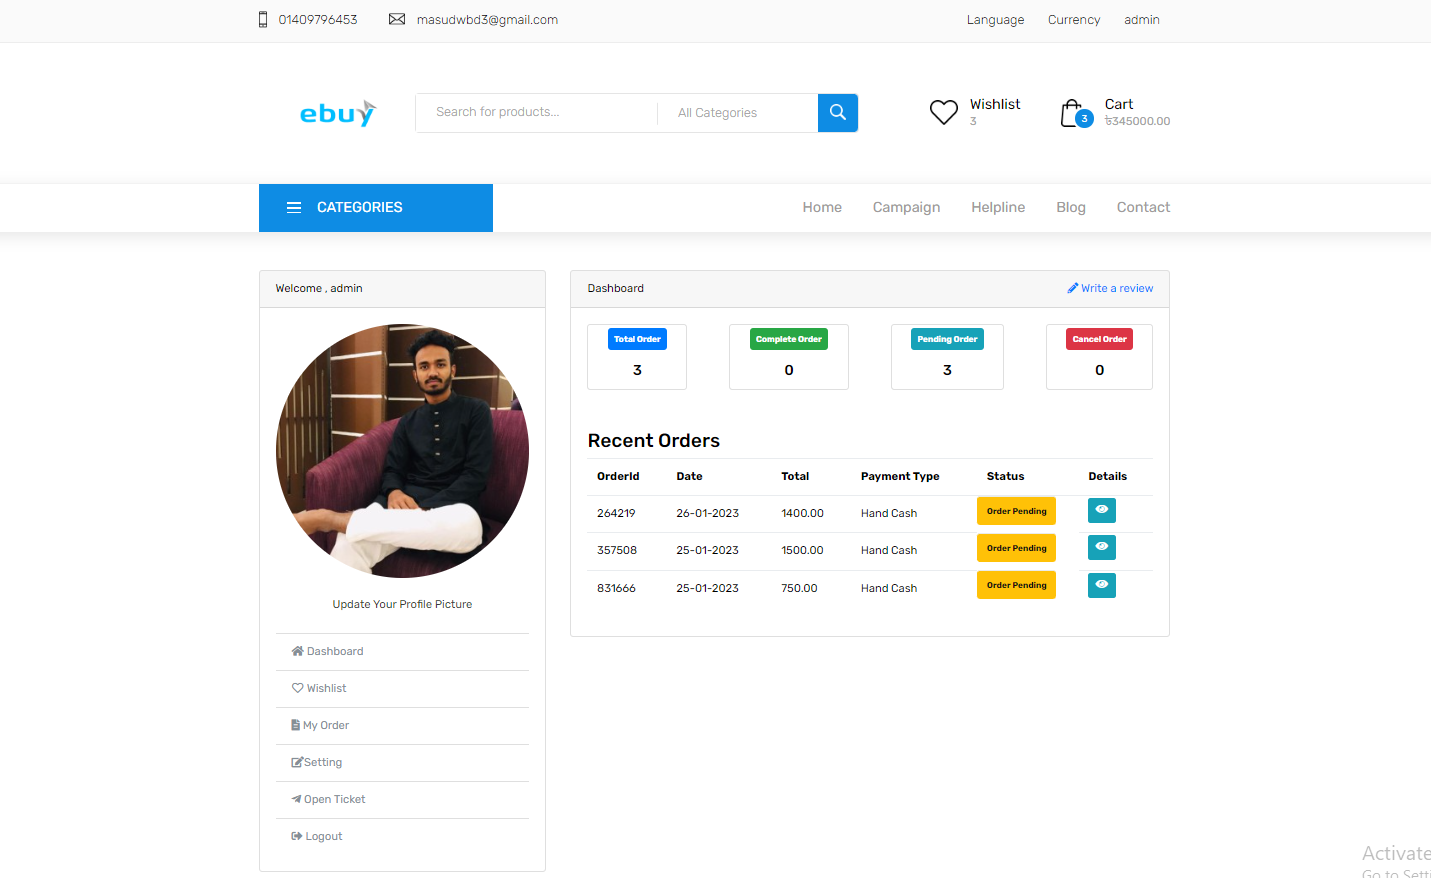 01409796453 masudwbd3@gmail.com Language Currency admin
ebuy Search for products... All Categories Wishlist 3 3 Cart ৳345000.00
CATEGORIES Home Campaign Helpline Blog Contact
Welcome , admin
Update Your Profile Picture
Dashboard
Wishlist
My Order
Setting
Open Ticket
Logout
Dashboard Write a review
Total Order Complete Order Pending Order Cancel Order
3 0 3 0
Recent Orders
OrderId Date Total Payment Type Status Details
264219 26-01-2023 1400.00 Hand Cash Order Pending
357508 25-01-2023 1500.00 Hand Cash Order Pending
831666 25-01-2023 750.00 Hand Cash Order Pending
Activate
Go to Setti